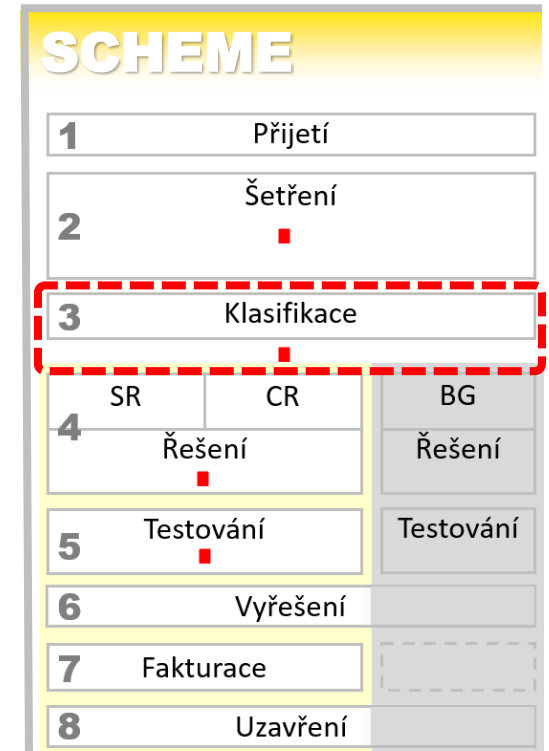 SCHEME
1 Přijetí
Šetření
2
3 Klasifikace
SR CR BG
4
Řešení Řešení
Testování Testování
5
6 Vyřešení
7 Fakturace
8 Uzavření